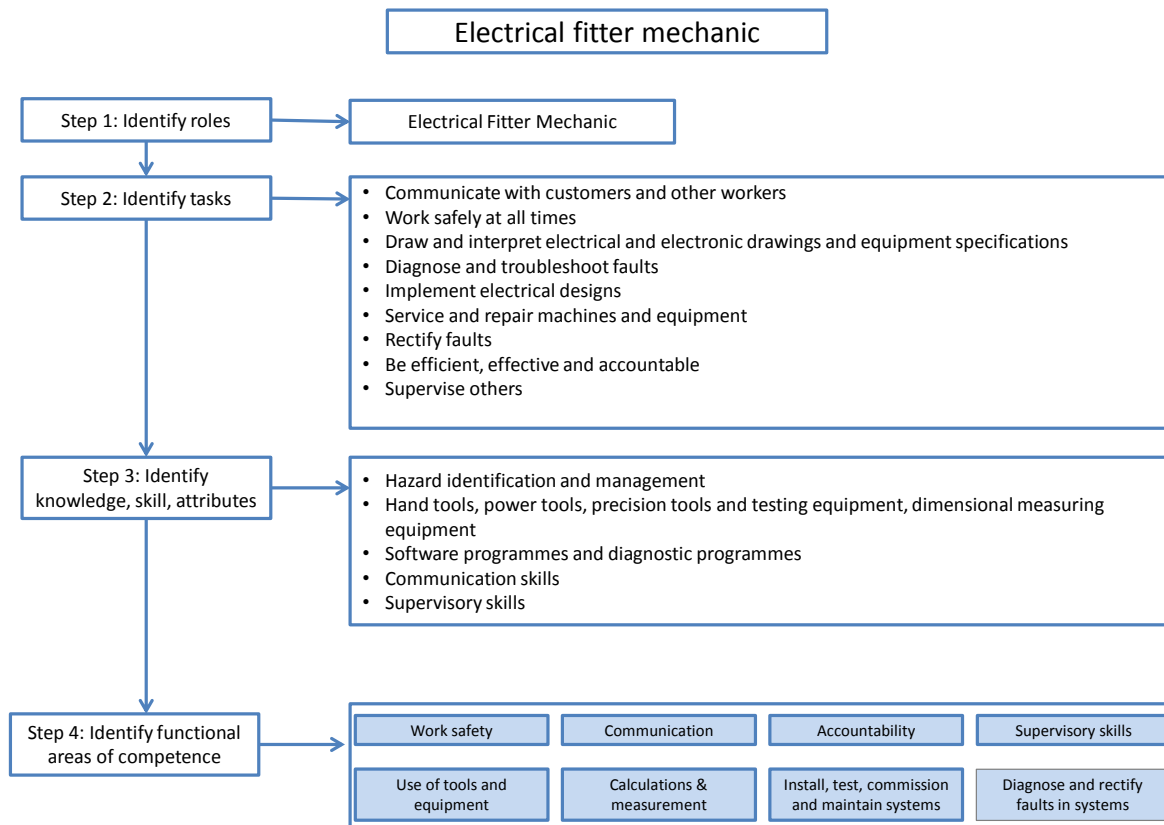 Electrical fitter mechanic
Step 1: Identify roles
Electrical Fitter Mechanic
Step 2: Identify tasks
• Communicate with customers and other workers
• Work safely at all times
• Draw and interpret electrical and electronic drawings and equipment specifications
• Diagnose and troubleshoot faults
• Implement electrical designs
• Service and repair machines and equipment
• Rectify faults
• Be efficient, effective and accountable
• Supervise others
Step 3: Identify
knowledge, skill, attributes
• Hazard identification and management
• Hand tools, power tools, precision tools and testing equipment, dimensional measuring
equipment
• Software programmes and diagnostic programmes
• Communication skills
• Supervisory skills
Step 4: Identify functional
areas of competence
Work safety
Communication
Accountability
Supervisory skills
Use of tools and
equipment
Calculations &
measurement
Install, test, commission
and maintain systems
Diagnose and rectify
faults in systems